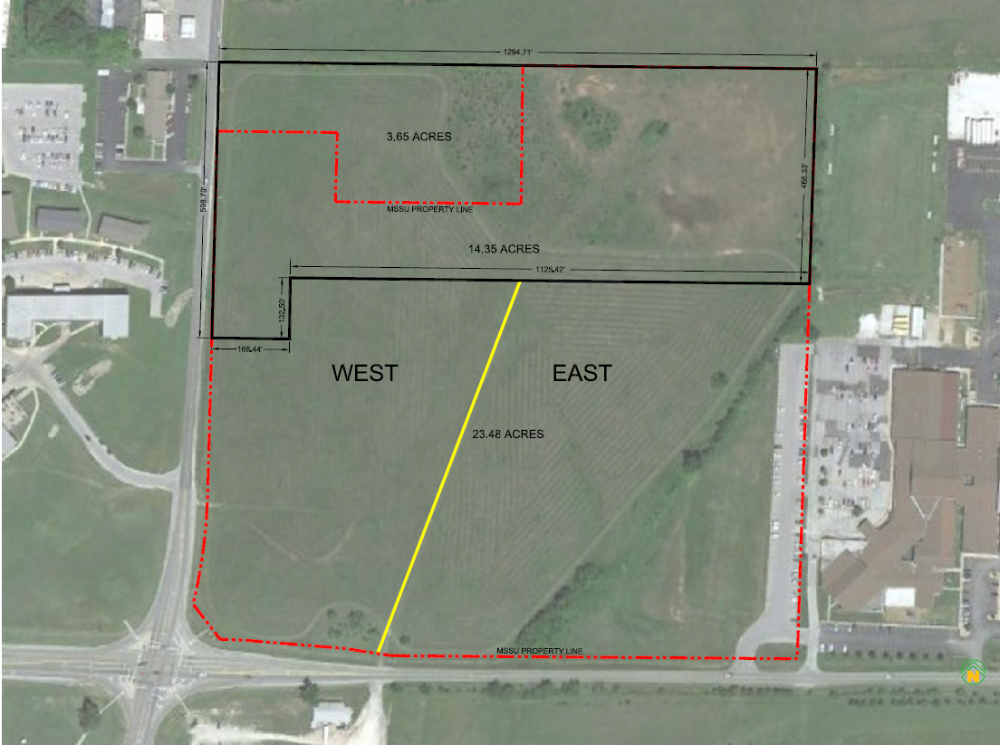 1294.71'
3.65 ACRES
598.73'
466.33'
MSSU PROPERTY LINE
14.35 ACRES
1125.42'
132.50'
168.44'
WEST
EAST
23.48 ACRES
MSSU PROPERTY LINE
N